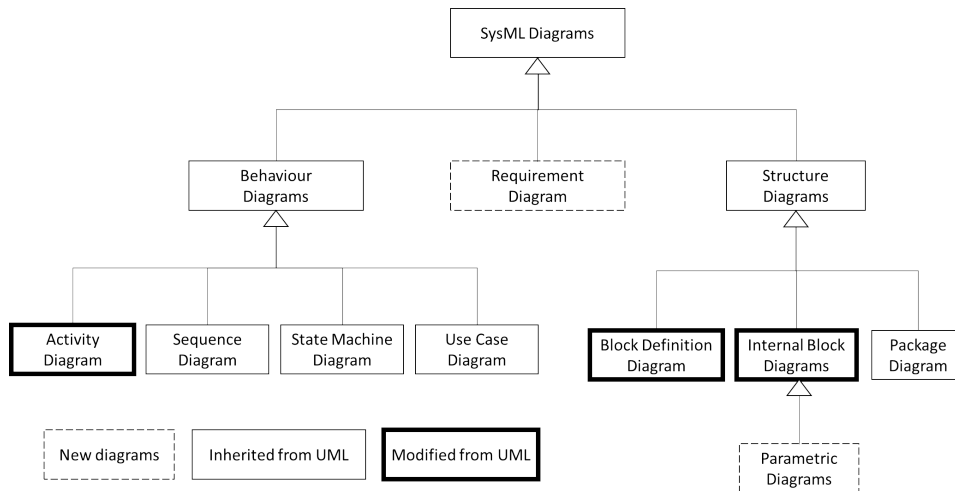 SysML Diagrams
Behaviour
Diagrams
Requirement
Diagram
Structure
Diagrams
Activity
Diagram
Sequence
Diagram
State Machine
Diagram
Use Case
Diagram
Block Definition
Diagram
Internal Block
Diagrams
Package
Diagram
New diagrams
Inherited from UML
Modified from UML
Parametric
Diagrams